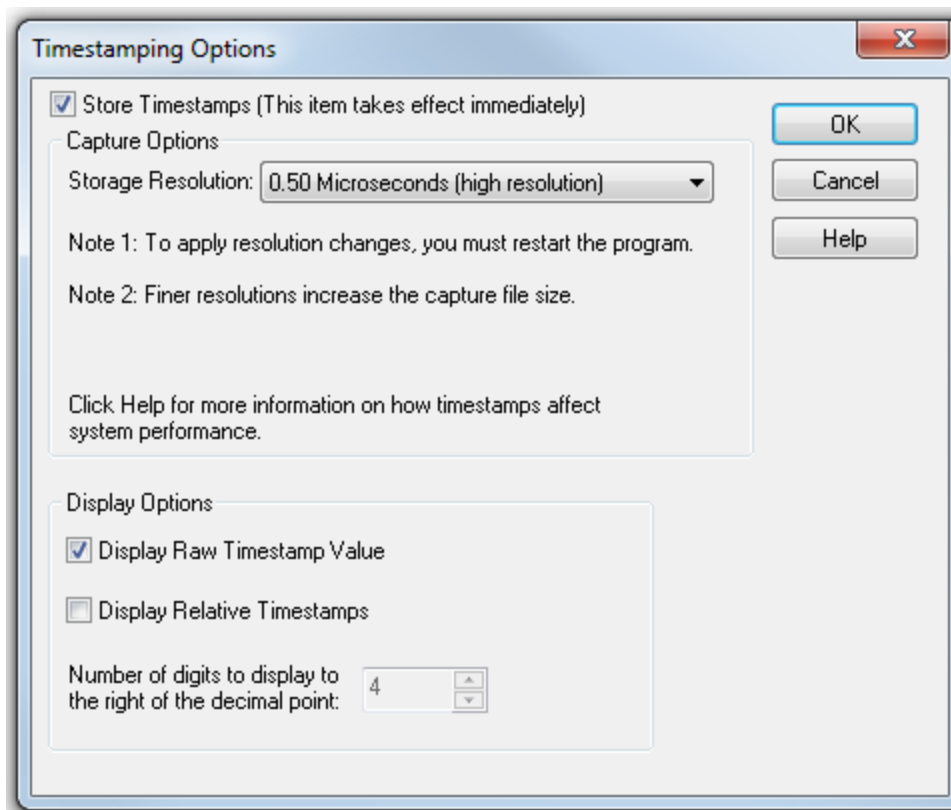 Timestamping Options
Store Timestamps (This item takes effect immediately)
Capture Options
Storage Resolution: 0.50 Microseconds (high resolution)
Note 1: To apply resolution changes, you must restart the program.
Note 2: Finer resolutions increase the capture file size.
Click Help for more information on how timestamps affect
system performance.
OK
Cancel
Help
Display Options
Display Raw Timestamp Value
Display Relative Timestamps
Number of digits to display to
the right of the decimal point: 4